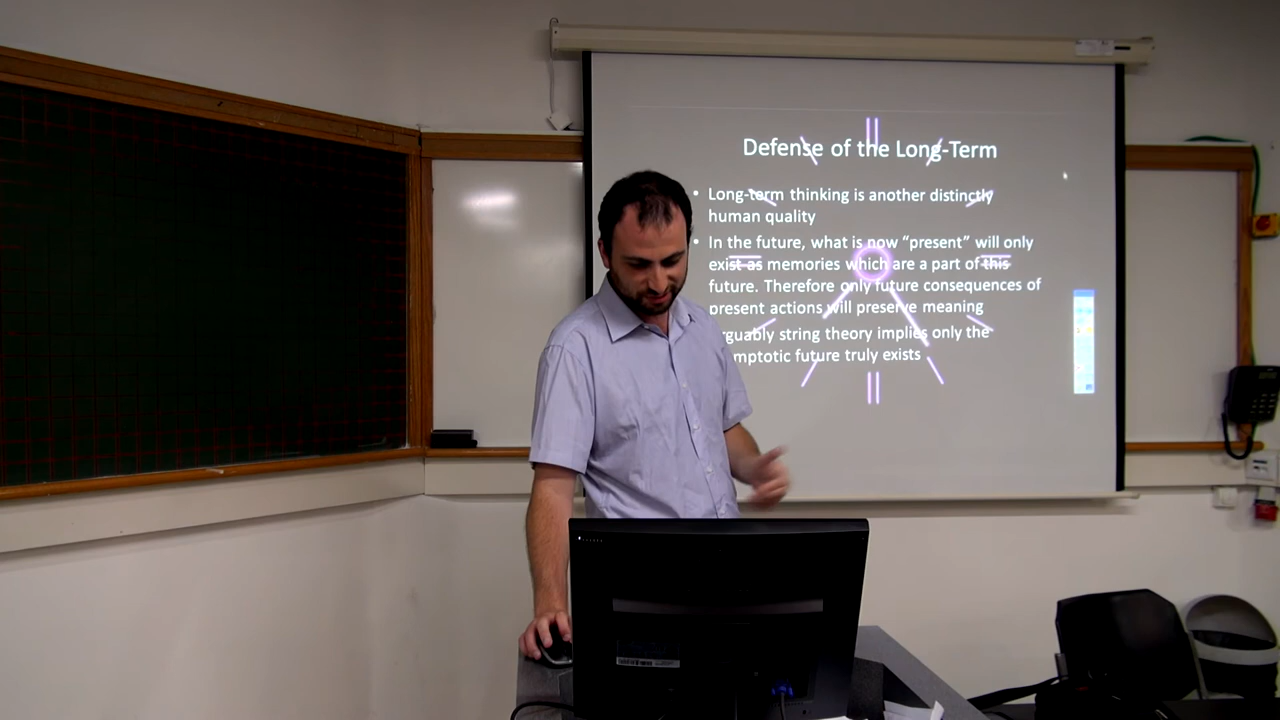 Defense of the Long-Term
• Long-term thinking is another distinctly
human quality
• In the future, what is now “present” will only
exist as memories which are a part of this
future. Therefore only future consequences of
present actions will preserve meaning
rguably string theory implies only the
mptotic future truly exists